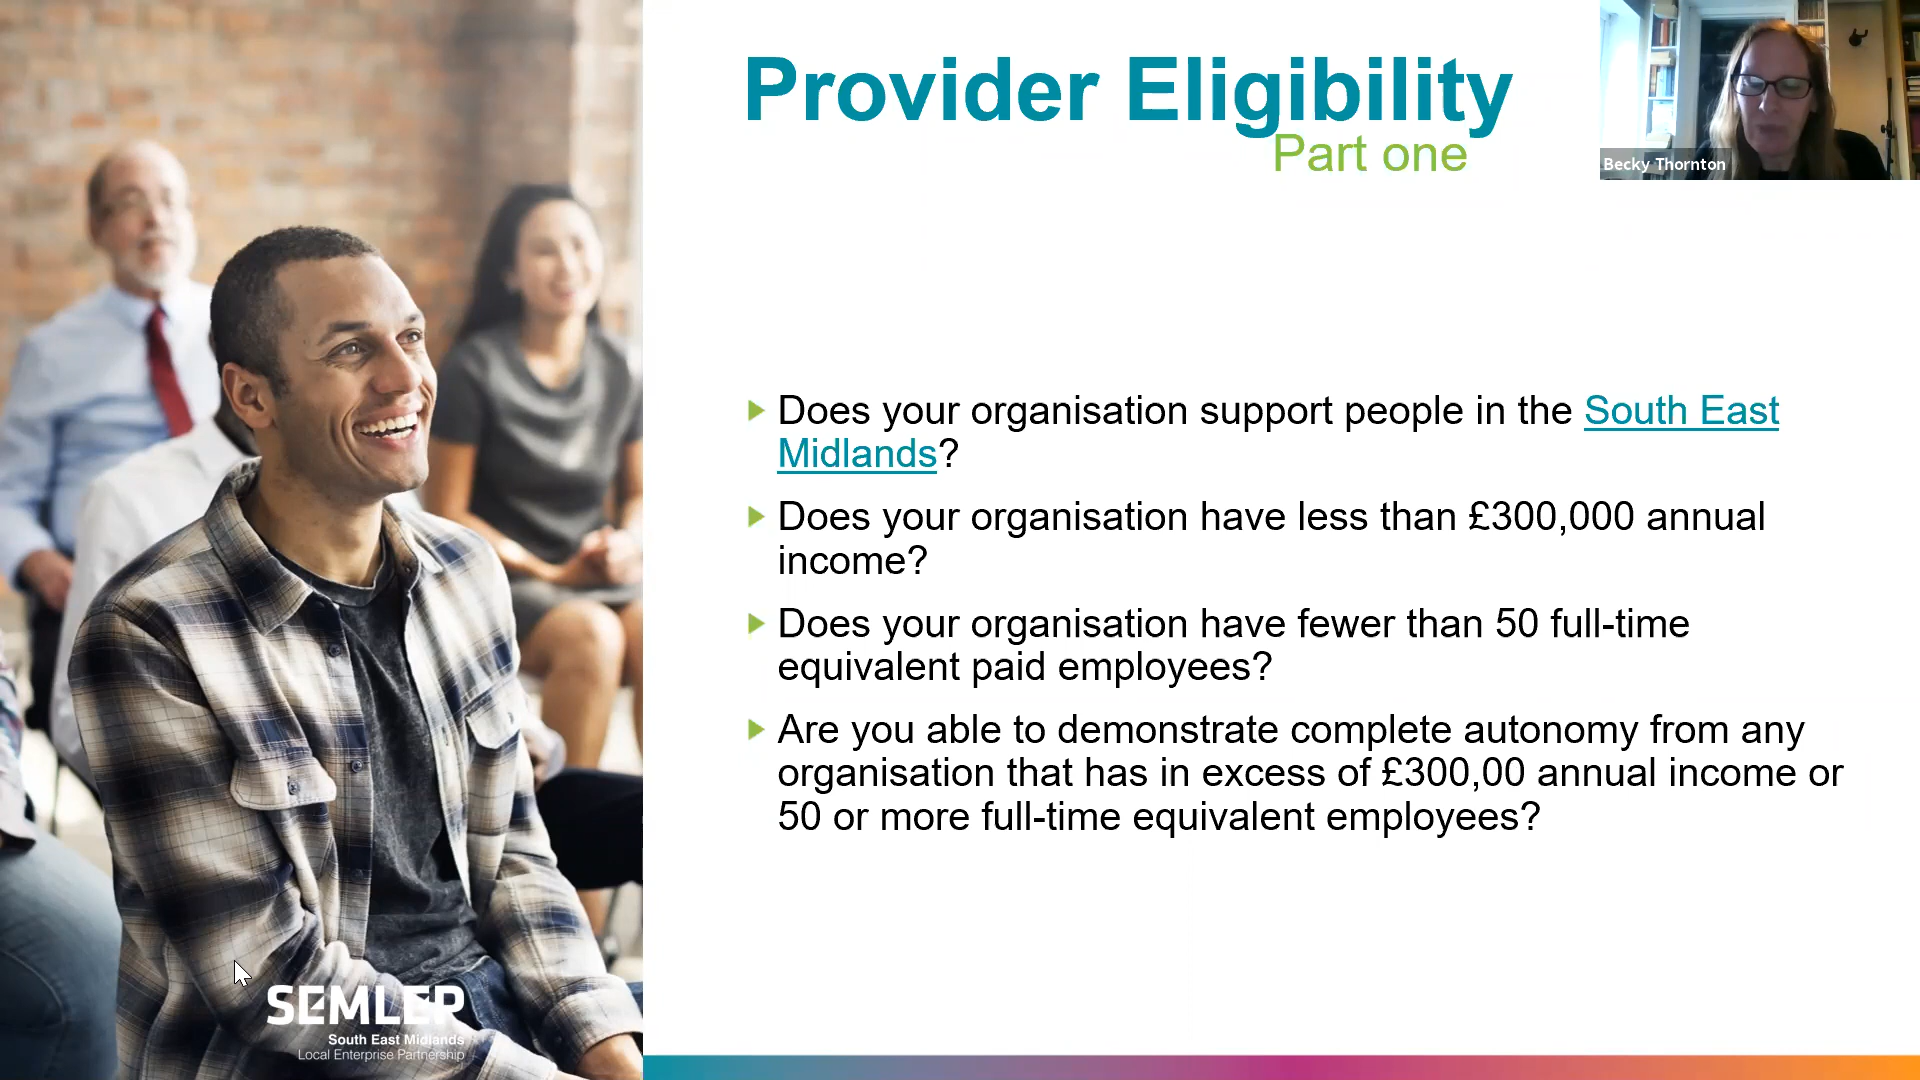 Provider Eligibility
Part one
Becky Thornton
Does your organisation support people in the South East
Midlands?
Does your organisation have less than £300,000 annual
income?
Does your organisation have fewer than 50 full-time
equivalent paid employees?
Are you able to demonstrate complete autonomy from any
organisation that has in excess of £300,00 annual income or
50 or more full-time equivalent employees?
SEMLEP
South East Midlands
Local Enterprise Partnership